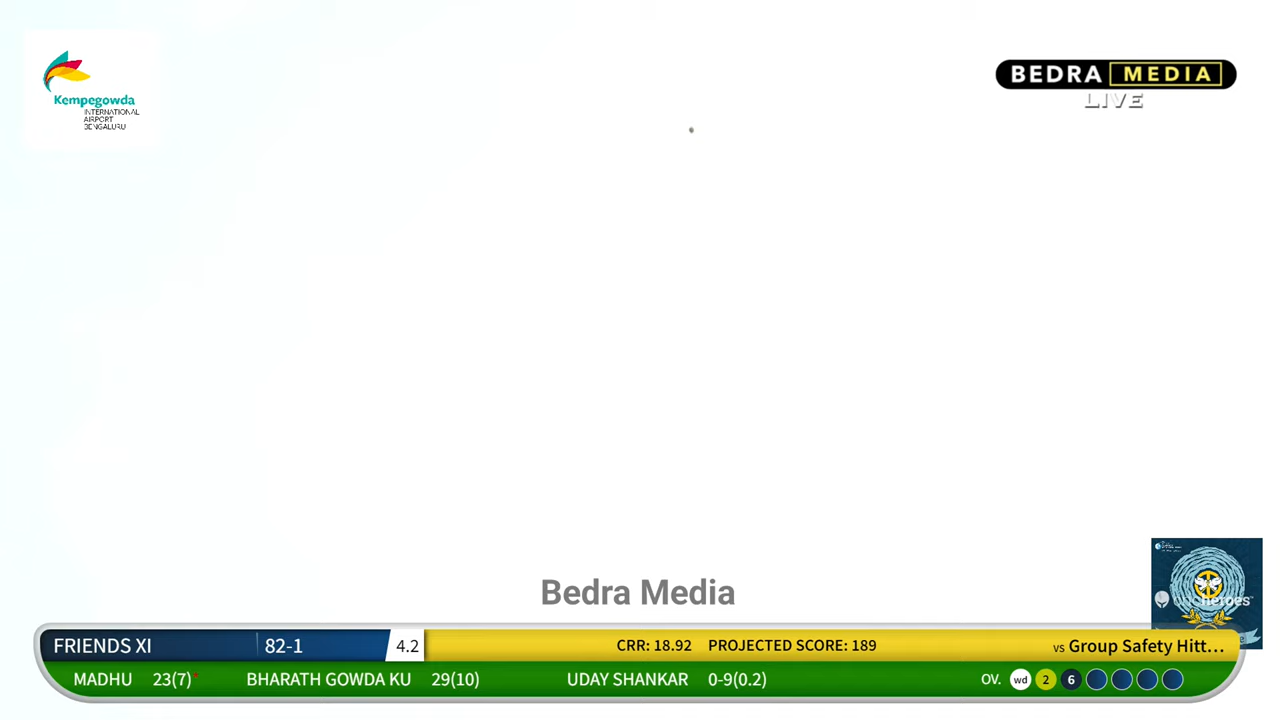 Kempegowda
INTERNATIONAL
AIRPORT
BENGALURU
BEDRA MEDIA
LIVE
Bedra Media
FRIENDS XI 82-1 4.2 CRR: 18.92 PROJECTED SCORE: 189 vs Group Safety Hitt...
MADHU 23(7)* BHARATH GOWDA KU 29(10) UDAY SHANKAR 0-9(0.2) OV. wd 2 6